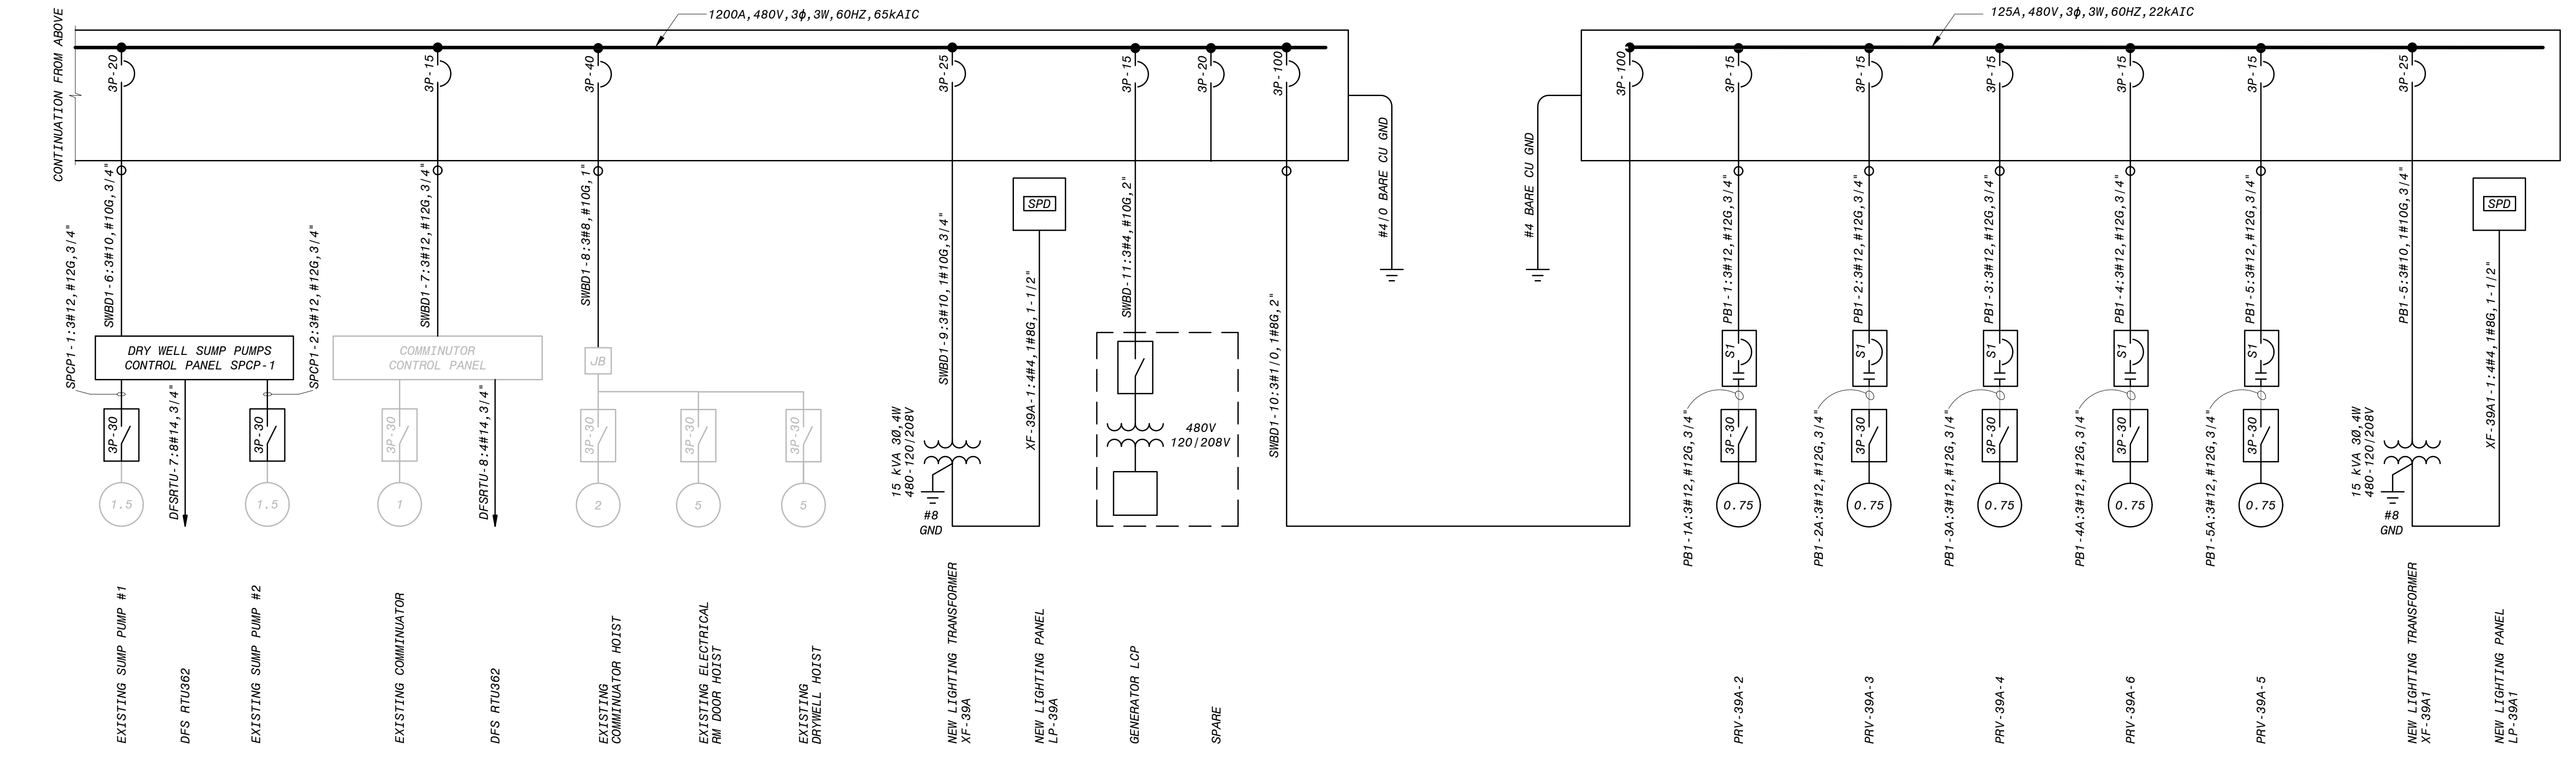 CONTINUATION FROM ABOVE
1200A,480V,3ϕ,3W,60HZ,65kAIC
125A,480V,3ϕ,3W,60HZ,22kAIC
3P-20
3P-15
3P-40
3P-25
3P-15
3P-20
3P-100
3P-100
3P-15
3P-15
3P-15
3P-15
3P-15
3P-25
#4/0 BARE CU GND
#4 BARE CU GND
SPCP1-1:3#12,#12G,3/4"
SWBD1-6:3#10,#10G,3/4"
SPCP1-2:3#12,#12G,3/4"
SWBD1-7:3#12,#12G,3/4"
SWBD1-8:3#8,#10G,1"
SWBD1-9:3#10,1#10G,3/4"
SPD
XF-39A-1:4#4,1#8G,1-1/2"
SWBD-11:3#4,#10G,2"
SWBD1-10:3#1/0,1#8G,2"
PB1-1:3#12,#12G,3/4"
PB1-2:3#12,#12G,3/4"
PB1-3:3#12,#12G,3/4"
PB1-4:3#12,#12G,3/4"
PB1-5:3#12,#12G,3/4"
PB1-5:3#10,1#10G,3/4"
SPD
XF-39A1-1:4#4,1#8G,1-1/2"
DRY WELL SUMP PUMPS
CONTROL PANEL SPCP-1
COMMINUTOR
CONTROL PANEL
JB
S1
S1
S1
S1
S1
3P-30
DFSRTU-7:8#14,3/4"
3P-30
3P-30
DFSRTU-8:4#14,3/4"
3P-30
3P-30
3P-30
15 kVA 3Ø,4W
480-120/208V
#8
GND
480V
120/208V
PB1-1A:3#12,#12G,3/4"
3P-30
PB1-2A:3#12,#12G,3/4"
3P-30
PB1-3A:3#12,#12G,3/4"
3P-30
PB1-4A:3#12,#12G,3/4"
3P-30
PB1-5A:3#12,#12G,3/4"
3P-30
15 kVA 3Ø,4W
480-120/208V
#8
GND
1.5
1.5
1
2
5
5
0.75
0.75
0.75
0.75
0.75
EXISTING SUMP PUMP #1
DFS RTU362
EXISTING SUMP PUMP #2
EXISTING COMMINUATOR
DFS RTU362
EXISTING
COMMINUATOR HOIST
EXISTING ELECTRICAL
RM DOOR HOIST
EXISTING
DRYWELL HOIST
NEW LIGHTING TRANSFORMER
XF-39A
NEW LIGHTING PANEL
LP-39A
GENERATOR LCP
SPARE
PRV-39A-2
PRV-39A-3
PRV-39A-4
PRV-39A-6
PRV-39A-5
NEW LIGHTING TRANSFORMER
XF-39A1
NEW LIGHTING PANEL
LP-39A1